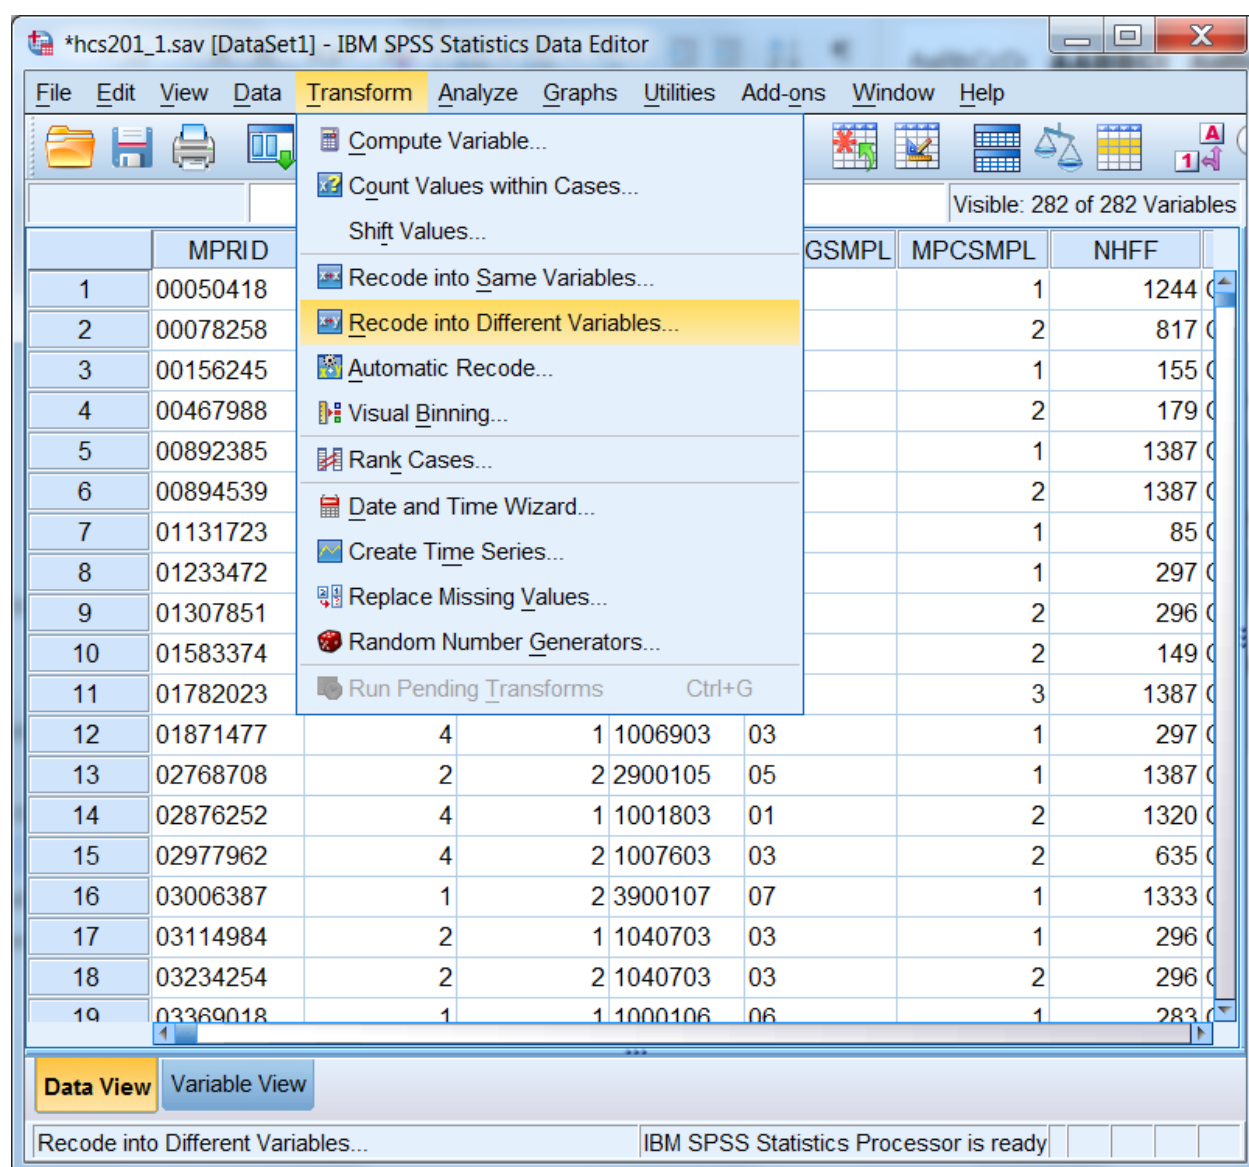 *hcs201_1.sav [DataSet1] - IBM SPSS Statistics Data Editor
File Edit View Data Transform Analyze Graphs Utilities Add-ons Window Help
Compute Variable...
Count Values within Cases...
Shift Values...
Recode into Same Variables...
Recode into Different Variables...
Automatic Recode...
Visual Binning...
Rank Cases...
Date and Time Wizard...
Create Time Series...
Replace Missing Values...
Random Number Generators...
Run Pending Transforms Ctrl+G
Visible: 282 of 282 Variables
MPRID GSMPL MPCSMPL NHFF
1 00050418 1 1244
2 00078258 2 817
3 00156245 1 155
4 00467988 2 179
5 00892385 1 1387
6 00894539 2 1387
7 01131723 1 85
8 01233472 1 297
9 01307851 2 296
10 01583374 2 149
11 01782023 3 1387
12 01871477 4 1 1006903 03 1 297
13 02768708 2 2 2900105 05 1 1387
14 02876252 4 1 1001803 01 2 1320
15 02977962 4 2 1007603 03 2 635
16 03006387 1 2 3900107 07 1 1333
17 03114984 2 1 1040703 03 1 296
18 03234254 2 2 1040703 03 2 296
19 03369018 1 1 1000106 06 1 283
Data View Variable View
Recode into Different Variables... IBM SPSS Statistics Processor is ready